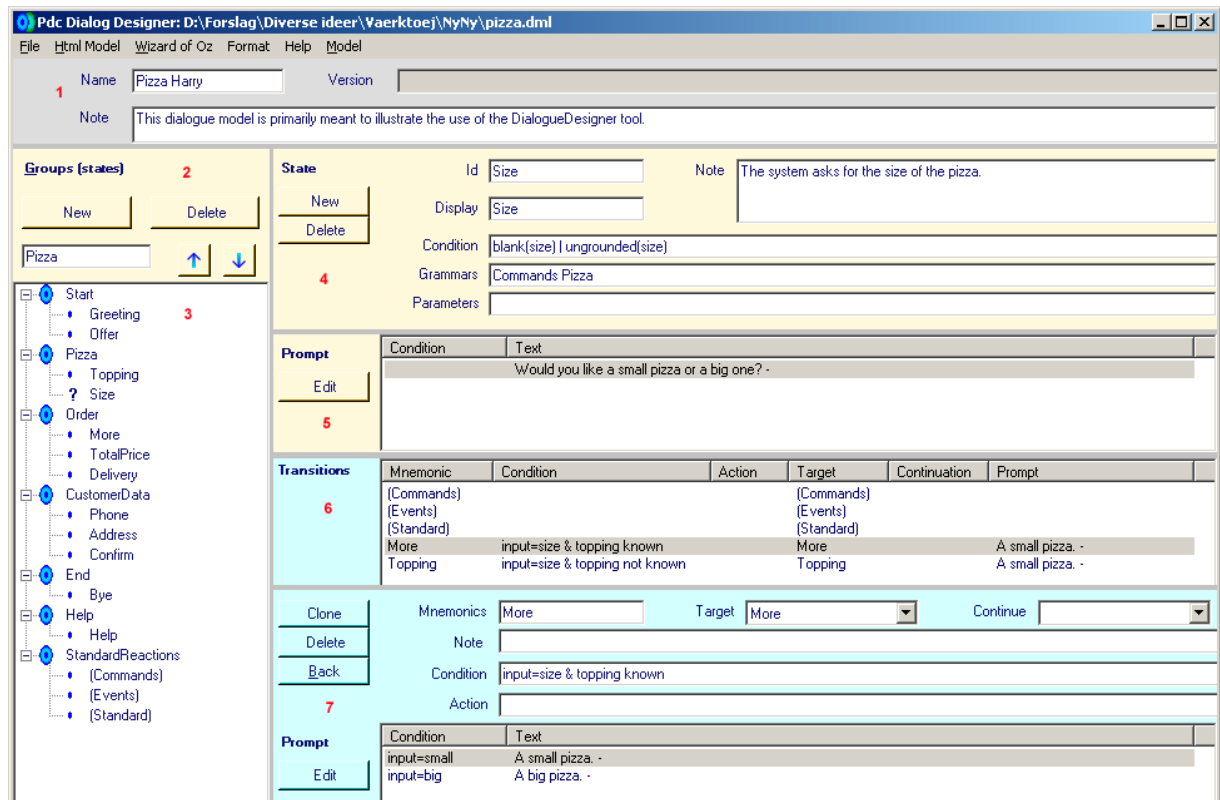 Pdc Dialog Designer: D:\Forslag\Diverse ideer\Vaerktoej\NyNy\pizza.dml
File Html Model Wizard of Oz Format Help Model
Name Pizza Harry Version
1
Note This dialogue model is primarily meant to illustrate the use of the DialogueDesigner tool.
Groups (states) 2
New Delete
Pizza
Start
Greeting 3
Offer
Pizza
Topping
? Size
Order
More
TotalPrice
Delivery
CustomerData
Phone
Address
Confirm
End
Bye
Help
Help
StandardReactions
(Commands)
(Events)
(Standard)
State Id Size Note The system asks for the size of the pizza.
New
Display Size
Delete
Condition blank(size) | ungrounded(size)
4 Grammars Commands Pizza
Parameters
Prompt Condition Text
Would you like a small pizza or a big one? -
Edit
5
Transitions Mnemonic Condition Action Target Continuation Prompt
(Commands) (Commands)
6 (Events) (Events)
(Standard) (Standard)
More input=size & topping known More A small pizza. -
Topping input=size & topping not known Topping A small pizza. -
Clone Mnemonics More Target More Continue
Delete Note
Back Condition input=size & topping known
7 Action
Prompt Condition Text
input=small A small pizza. -
Edit input=big A big pizza. -